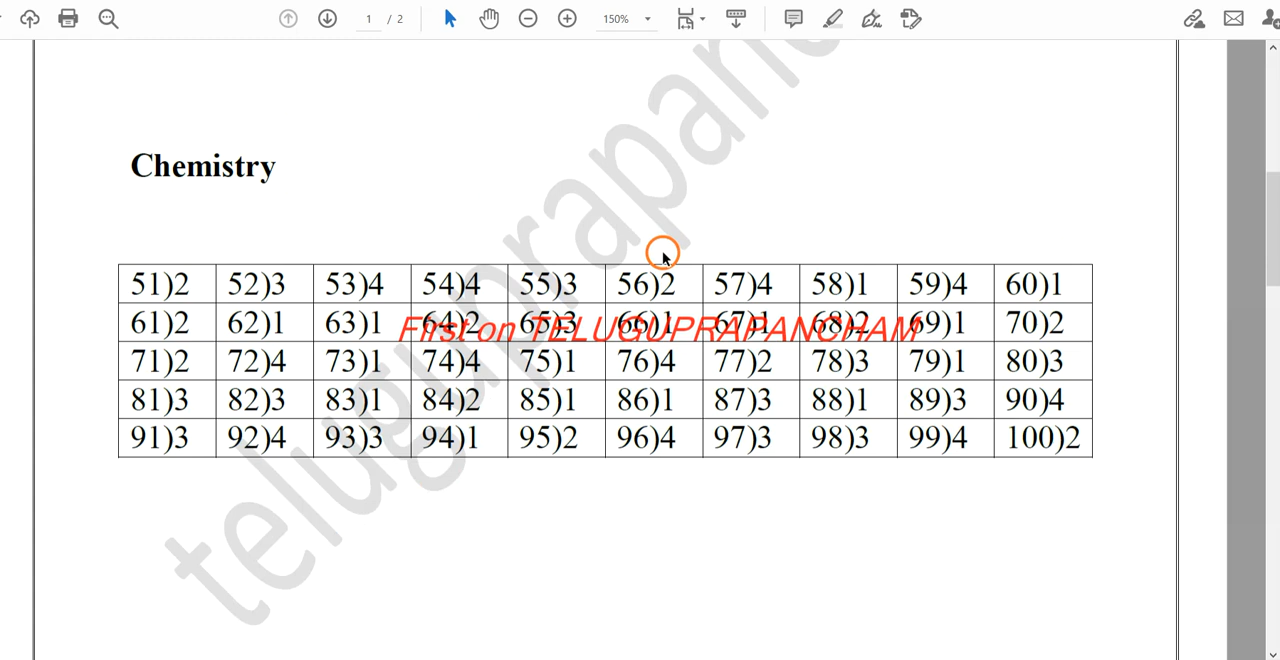 1 / 2 150%
Chemistry
51)2 52)3 53)4 54)4 55)3 56)2 57)4 58)1 59)4 60)1
61)2 62)1 63)1 64)2 65)3 66)1 67)1 68)2 69)1 70)2
First on TELUGUPRAPANCHAM
71)2 72)4 73)1 74)4 75)1 76)4 77)2 78)3 79)1 80)3
81)3 82)3 83)1 84)2 85)1 86)1 87)3 88)1 89)3 90)4
91)3 92)4 93)3 94)1 95)2 96)4 97)3 98)3 99)4 100)2
teluguprapanc